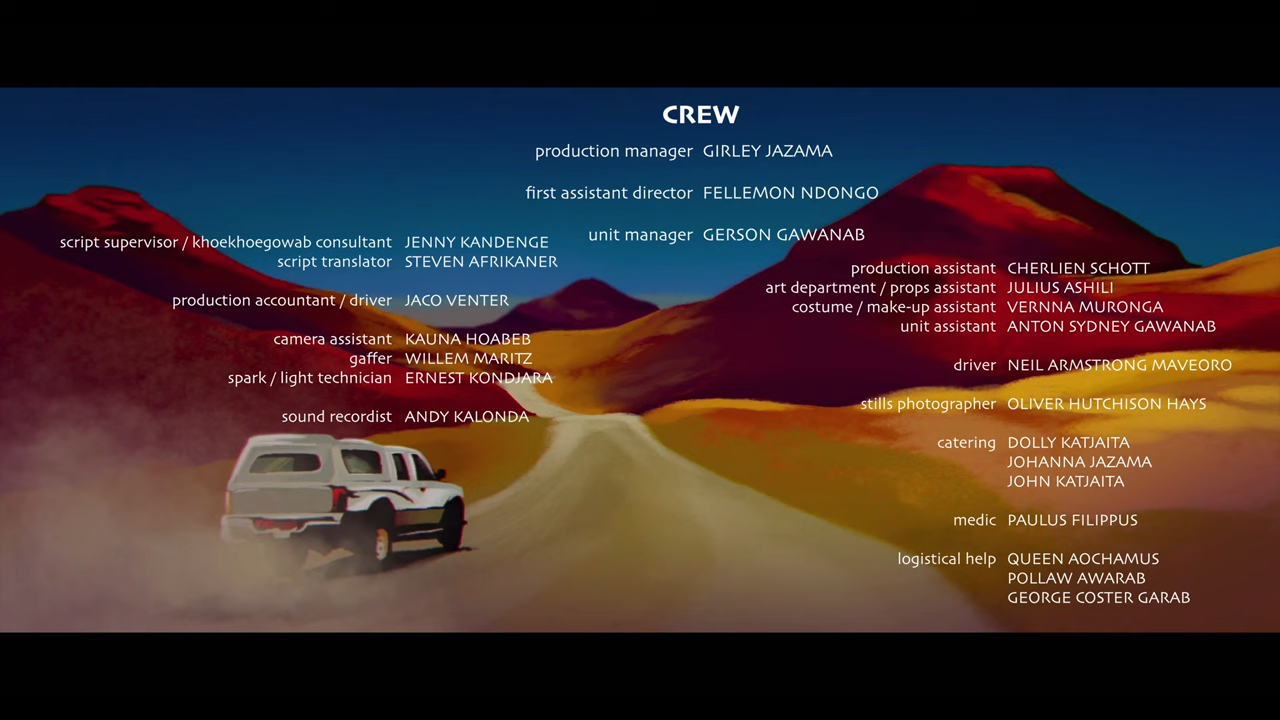 CREW
production manager GIRLEY JAZAMA
first assistant director FELLEMON NDONGO
unit manager GERSON GAWANAB
script supervisor / khoekhoegowab consultant JENNY KANDENGE
script translator STEVEN AFRIKANER
production accountant / driver JACO VENTER
camera assistant KAUNA HOABEB
gaffer WILLEM MARITZ
spark / light technician ERNEST KONDJARA
sound recordist ANDY KALONDA
production assistant CHERLIEN SCHOTT
art department / props assistant JULIUS ASHILI
costume / make-up assistant VERNNA MURONGA
unit assistant ANTON SYDNEY GAWANAB
driver NEIL ARMSTRONG MAVEORO
stills photographer OLIVER HUTCHISON HAYS
catering DOLLY KATJAITA
JOHANNA JAZAMA
JOHN KATJAITA
medic PAULUS FILIPPUS
logistical help QUEEN AOCHAMUS
POLLAW AWARAB
GEORGE COSTER GARAB